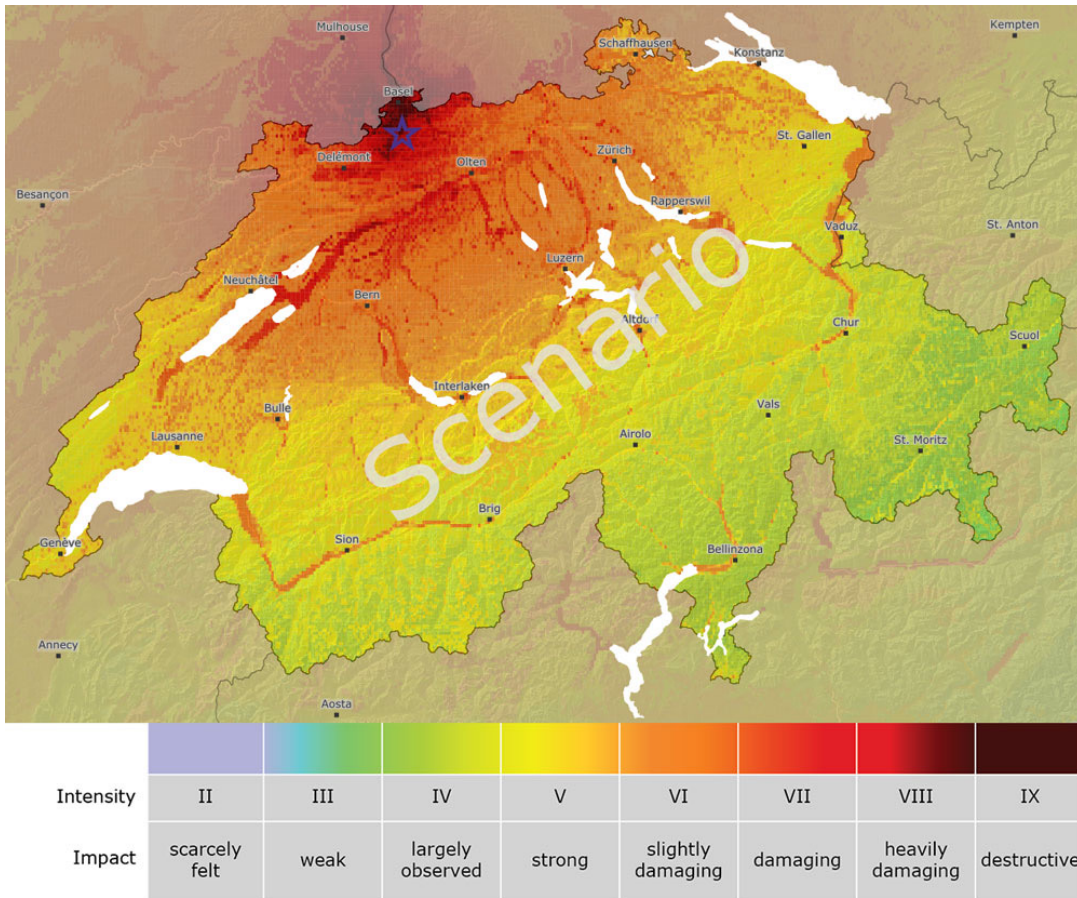 Mulhouse
Kempten
Schaffhausen
Konstanz
Basel
St. Gallen
Delémont
Olten
Zürich
Besançon
Rapperswil
Vaduz
St. Anton
Luzern
Neuchâtel
Bern
Altdorf
Chur
Scuol
Interlaken
Scenario
Bulle
Vals
Lausanne
Airolo
St. Moritz
Brig
Sion
Genève
Bellinzona
Annecy
Aosta
Intensity II III IV V VI VII VIII IX
Impact scarcely felt weak largely observed strong slightly damaging damaging heavily damaging destructive